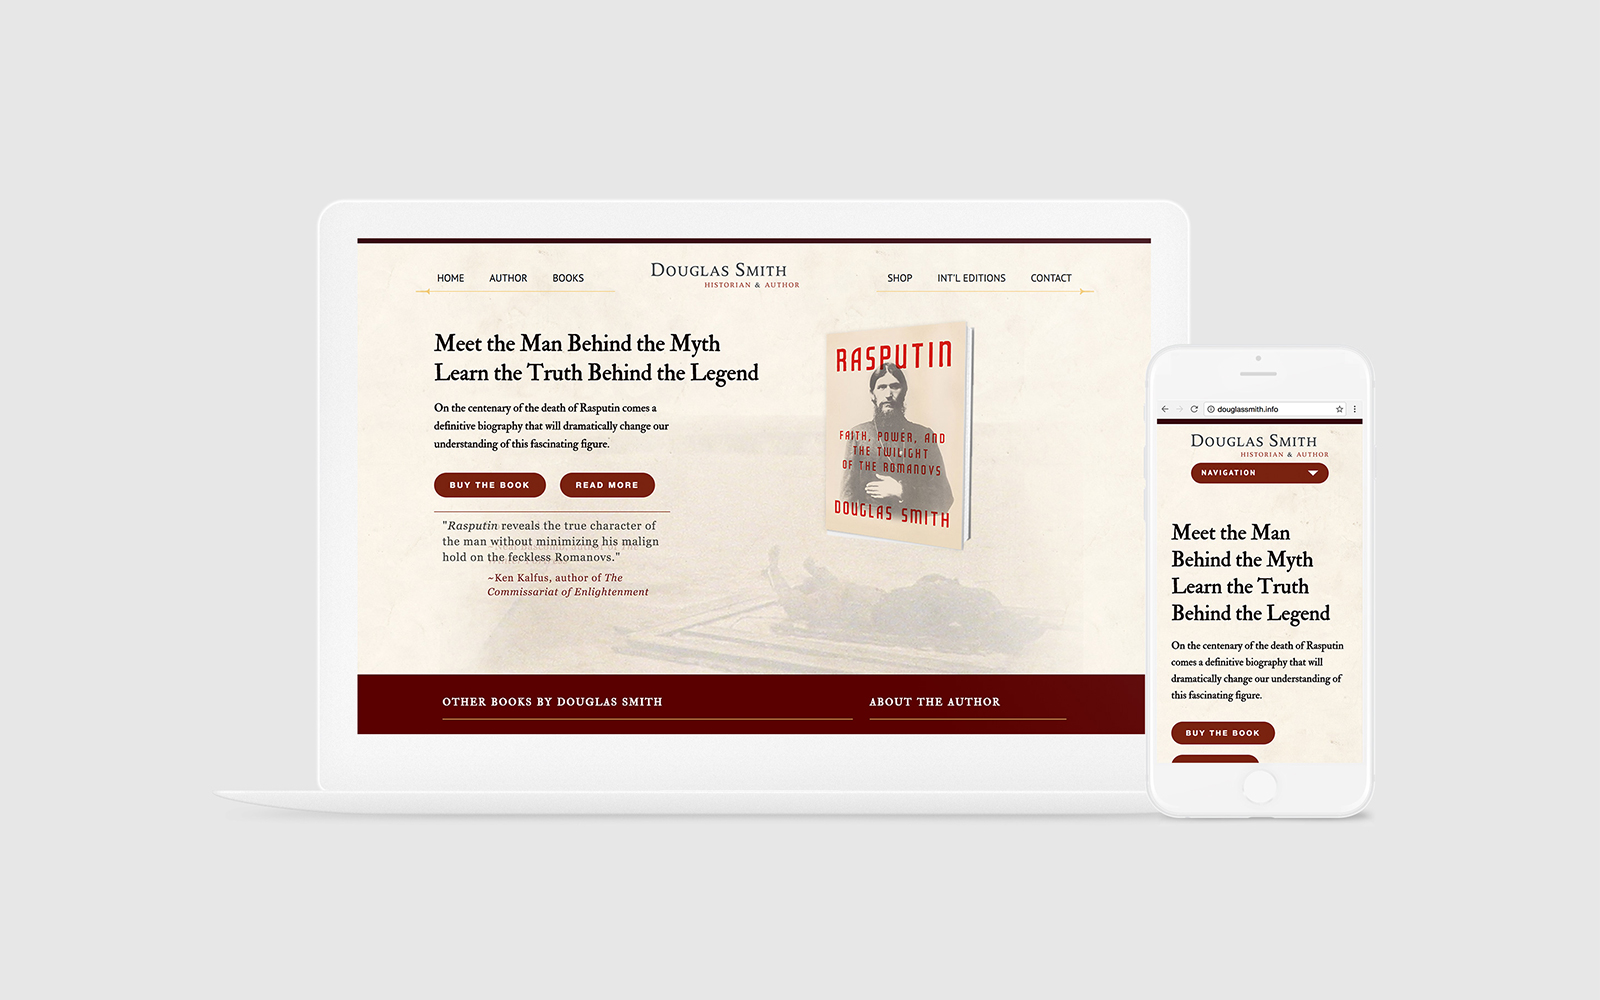 HOME AUTHOR BOOKS
DOUGLAS SMITH
HISTORIAN & AUTHOR
SHOP INT'L EDITIONS CONTACT
Meet the Man Behind the Myth
Learn the Truth Behind the Legend
On the centenary of the death of Rasputin comes a
definitive biography that will dramatically change our
understanding of this fascinating figure.
BUY THE BOOK READ MORE
"Rasputin reveals the true character of
the man without minimizing his malign
hold on the feckless Romanovs."
~Ken Kalfus, author of The
Commissariat of Enlightenment
RASPUTIN
FAITH, POWER, AND
THE TWILIGHT
OF THE ROMANOVS
DOUGLAS SMITH
OTHER BOOKS BY DOUGLAS SMITH
ABOUT THE AUTHOR
douglassmith.info
DOUGLAS SMITH
HISTORIAN & AUTHOR
NAVIGATION
Meet the Man
Behind the Myth
Learn the Truth
Behind the Legend
On the centenary of the death of Rasputin
comes a definitive biography that will
dramatically change our understanding of
this fascinating figure.
BUY THE BOOK